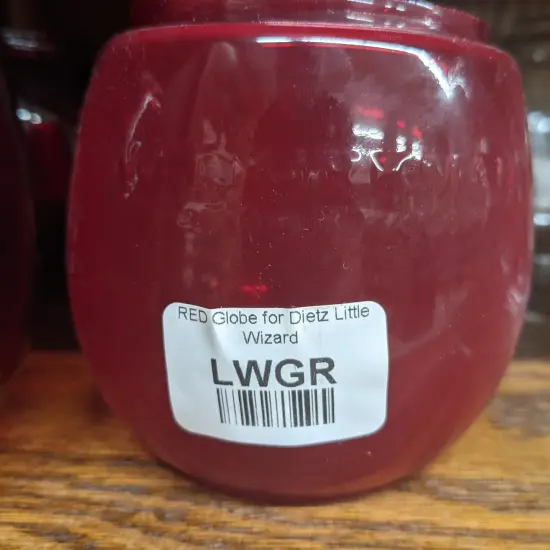 RED Globe for Dietz Little
Wizard
LWGR